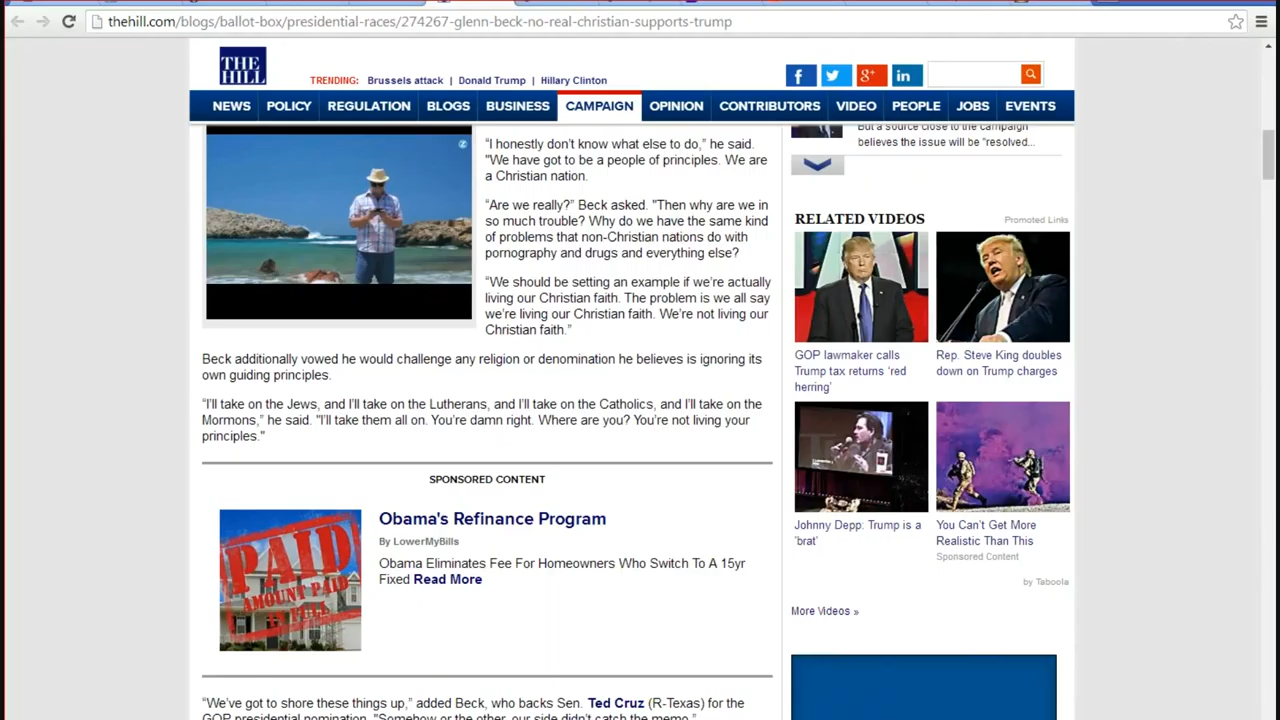 thehill.com/blogs/ballot-box/presidential-races/274267-glenn-beck-no-real-christian-supports-trump
THE
HILL
TRENDING: Brussels attack | Donald Trump | Hillary Clinton
f
g+
in
NEWS POLICY REGULATION BLOGS BUSINESS CAMPAIGN OPINION CONTRIBUTORS VIDEO PEOPLE JOBS EVENTS
“I honestly don’t know what else to do,” he said.
"We have got to be a people of principles. We are
a Christian nation.
“Are we really?” Beck asked. "Then why are we in
so much trouble? Why do we have the same kind
of problems that non-Christian nations do with
pornography and drugs and everything else?
“We should be setting an example if we’re actually
living our Christian faith. The problem is we all say
we’re living our Christian faith. We’re not living our
Christian faith.”
Beck additionally vowed he would challenge any religion or denomination he believes is ignoring its
own guiding principles.
“I’ll take on the Jews, and I’ll take on the Lutherans, and I’ll take on the Catholics, and I’ll take on the
Mormons,” he said. "I’ll take them all on. You’re damn right. Where are you? You’re not living your
principles."
SPONSORED CONTENT
PAID
AMOUNT PAID
IN FULL
Obama's Refinance Program
By LowerMyBills
Obama Eliminates Fee For Homeowners Who Switch To A 15yr
Fixed Read More
“We’ve got to shore these things up,” added Beck, who backs Sen. Ted Cruz (R-Texas) for the
GOP presidential nomination. "Somehow or the other, our side didn’t catch the memo.”
But a source close to the campaign
believes the issue will be “resolved...
RELATED VIDEOS
Promoted Links
GOP lawmaker calls
Trump tax returns ‘red
herring’
Rep. Steve King doubles
down on Trump charges
Johnny Depp: Trump is a
‘brat’
You Can’t Get More
Realistic Than This
Sponsored Content
by Taboola
More Videos »